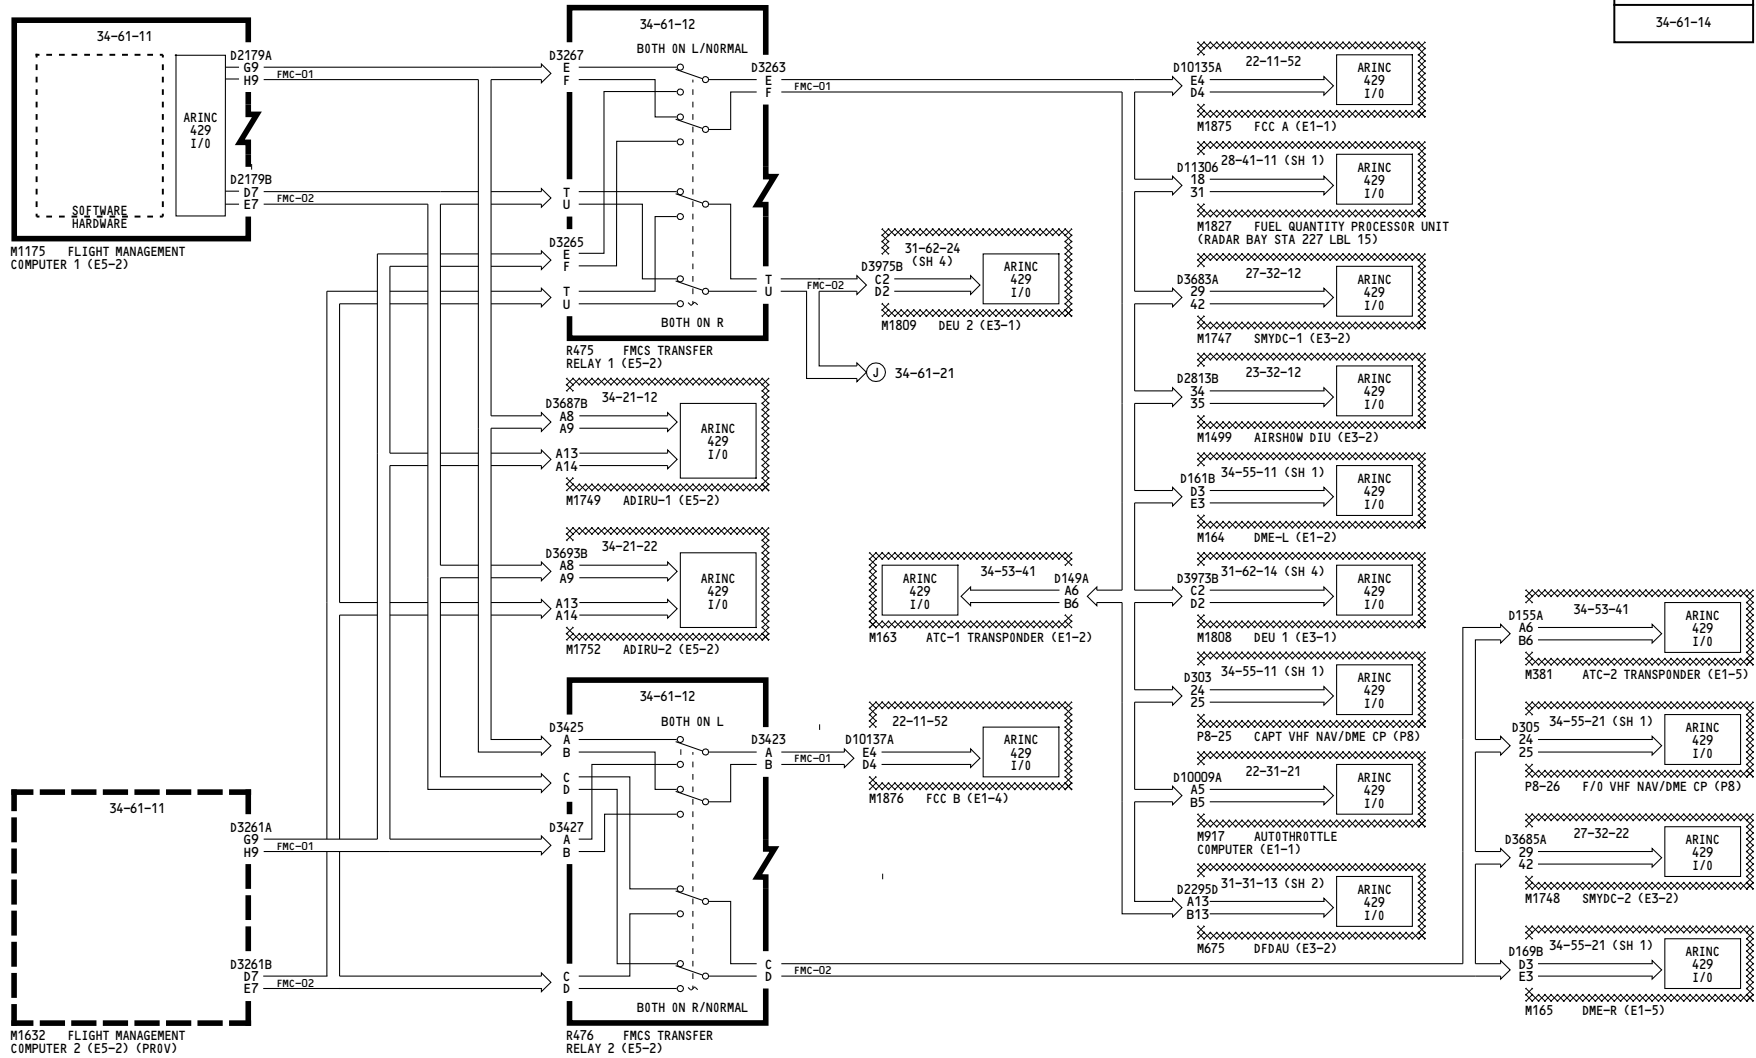 34-61-14
34-61-11
D2179A
G9
H9
FMC-01
ARINC
429
I/O
D2179B
D7
E7
FMC-02
SOFTWARE
HARDWARE
M1175 FLIGHT MANAGEMENT
COMPUTER 1 (E5-2)
34-61-11
D3261A
G9
H9
FMC-01
D3261B
D7
E7
FMC-02
M1632 FLIGHT MANAGEMENT
COMPUTER 2 (E5-2) (PROV)
34-61-12
BOTH ON L/NORMAL
D3267
E
F
T
U
D3265
E
F
T
U
D3263
E
F
FMC-01
T
U
FMC-02
BOTH ON R
R475 FMCS TRANSFER
RELAY 1 (E5-2)
34-21-12
D3687B
A8
A9
A13
A14
ARINC
429
I/O
M1749 ADIRU-1 (E5-2)
34-21-22
D3693B
A8
A9
A13
A14
ARINC
429
I/O
M1752 ADIRU-2 (E5-2)
34-61-12
BOTH ON L
D3425
A
B
C
D
D3427
A
B
C
D
D3423
A
B
FMC-01
C
D
FMC-02
BOTH ON R/NORMAL
R476 FMCS TRANSFER
RELAY 2 (E5-2)
31-62-24
(SH 4)
D3975B
C2
D2
ARINC
429
I/O
M1809 DEU 2 (E3-1)
J 34-61-21
34-53-41
D149A
A6
B6
ARINC
429
I/O
M163 ATC-1 TRANSPONDER (E1-2)
22-11-52
D10137A
E4
D4
ARINC
429
I/O
M1876 FCC B (E1-4)
22-11-52
D10135A
E4
D4
ARINC
429
I/O
M1875 FCC A (E1-1)
28-41-11 (SH 1)
D11306
18
31
ARINC
429
I/O
M1827 FUEL QUANTITY PROCESSOR UNIT
(RADAR BAY STA 227 LBL 15)
27-32-12
D3683A
29
42
ARINC
429
I/O
M1747 SMYDC-1 (E3-2)
23-32-12
D2813B
34
35
ARINC
429
I/O
M1499 AIRSHOW DIU (E3-2)
34-55-11 (SH 1)
D161B
D3
E3
ARINC
429
I/O
M164 DME-L (E1-2)
31-62-14 (SH 4)
D3973B
C2
D2
ARINC
429
I/O
M1808 DEU 1 (E3-1)
34-55-11 (SH 1)
D303
24
25
ARINC
429
I/O
P8-25 CAPT VHF NAV/DME CP (P8)
22-31-21
D10009A
A5
B5
ARINC
429
I/O
M917 AUTOTHROTTLE
COMPUTER (E1-1)
31-31-13 (SH 2)
D2295D
A13
B13
ARINC
429
I/O
M675 DFDAU (E3-2)
34-53-41
D155A
A6
B6
ARINC
429
I/O
M381 ATC-2 TRANSPONDER (E1-5)
34-55-21 (SH 1)
D305
24
25
ARINC
429
I/O
P8-26 F/O VHF NAV/DME CP (P8)
27-32-22
D3685A
29
42
ARINC
429
I/O
M1748 SMYDC-2 (E3-2)
34-55-21 (SH 1)
D169B
D3
E3
ARINC
429
I/O
M165 DME-R (E1-5)